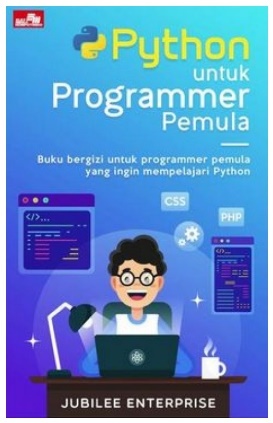 Python
untuk
Programmer
Pemula
Buku bergizi untuk programmer pemula
yang ingin mempelajari Python
CSS
PHP
</...>
</...>
JUBILEE ENTERPRISE